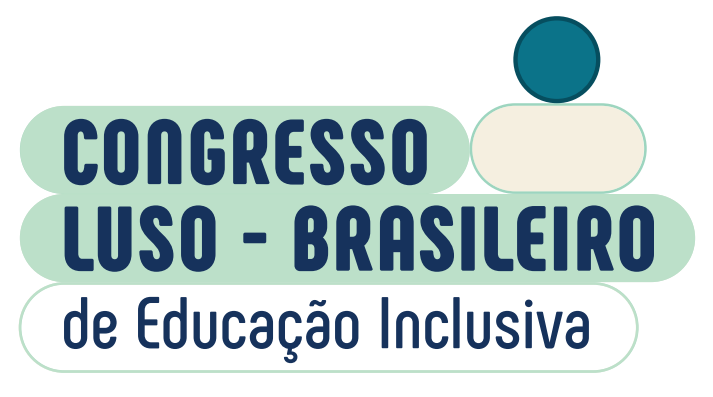 CONGRESSO
LUSO - BRASILEIRO
de Educação Inclusiva